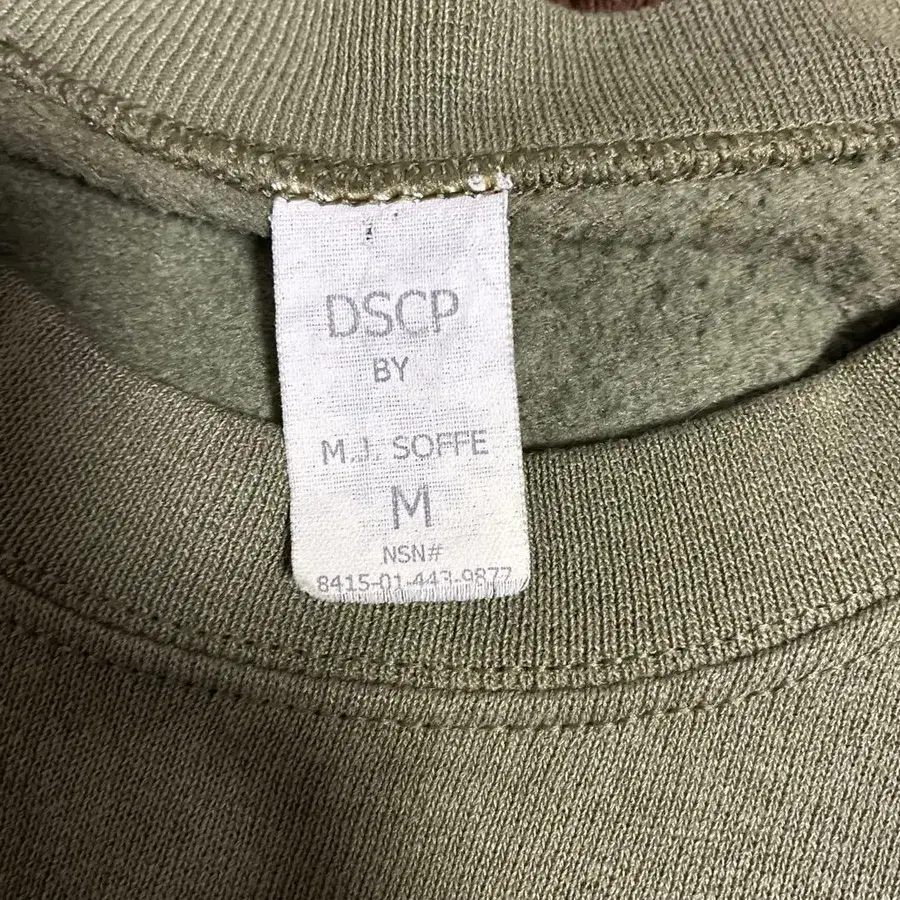 DSCP
BY
M.J. SOFFE
M
NSN#
8415-01-443-9877